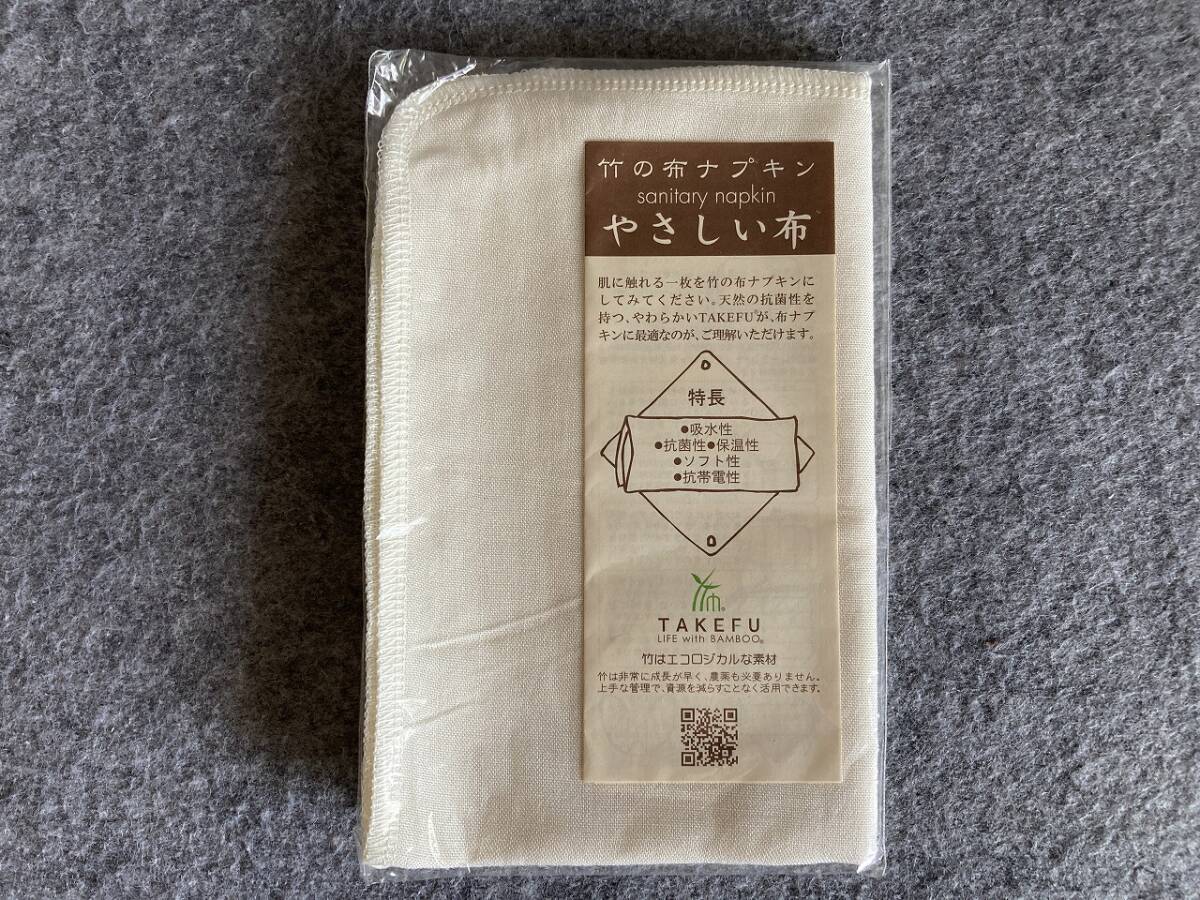 竹の布ナプキン
sanitary napkin
やさしい布
肌に触れる一枚を竹の布ナプキンに
してみてください。天然の抗菌性を
持つ、やわらかいTAKEFU®が、布ナプ
キンに最適なのが、ご理解いただけます。
特長
●吸水性
●抗菌性●保温性
●ソフト性
●抗帯電性
TAKEFU
LIFE with BAMBOO®
竹はエコロジカルな素材
竹は非常に成長が早く、農薬も必要ありません。
上手な管理で、資源を減らすことなく活用できます。